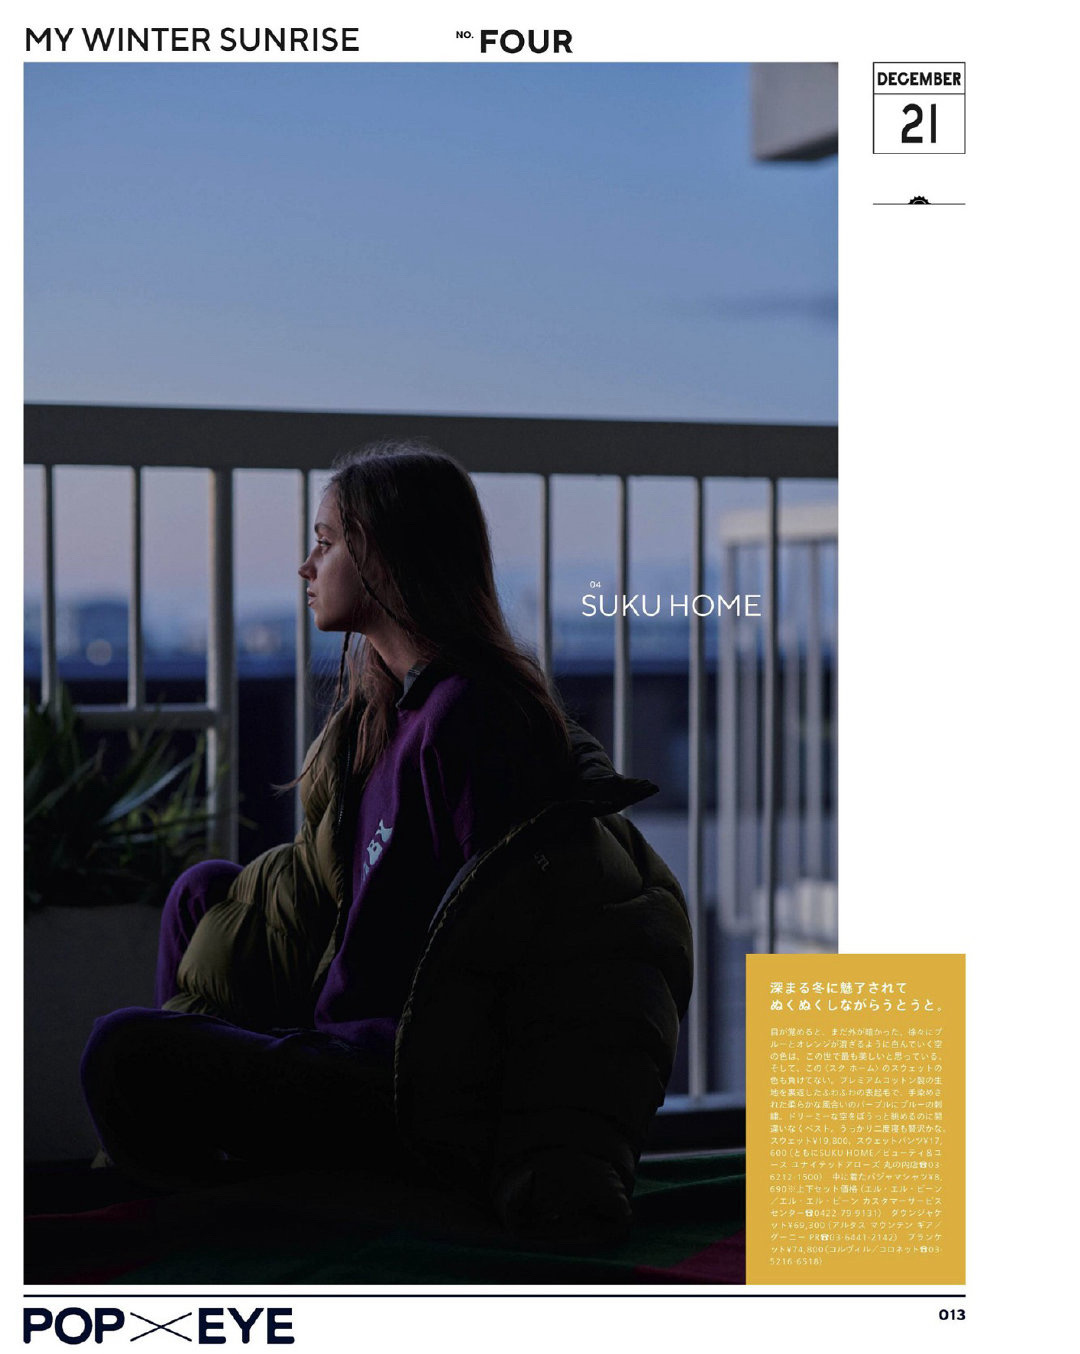 MY WINTER SUNRISE
NO. FOUR
DECEMBER
21
04
SUKU HOME
深まる冬に魅了されて
ぬくぬくしながらうとうと。
目が覚めると、まだ外が暗かった。徐々にブ
ルーとオレンジが混ざるように白んでいく空
の色は、この世で最も美しいと思っている。
そして、この〈スク ホーム〉のスウェットの
色も負けてない。プレミアムコットン製の生
地を裏返したふわふわの表起毛で、手染めさ
れた柔らかな風合いのパープルにブルーの刺
繍。ドリーミーな空をぼうっと眺めるのに間
違いなくベスト。うっかり二度寝も贅沢かな。
スウェット¥19,800、スウェットパンツ¥17,
600（ともにSUKU HOME／ビューティ&ユ
ース ユナイテッドアローズ 丸の内店☎03·
6212·1500） 中に着たパジャマシャツ¥8,
690※上下セット価格（エル・エル・ビーン
／エル・エル・ビーン カスタマーサービス
センター☎0422·79·9131） ダウンジャケ
ット¥69,300（アルタス マウンテン ギア／
グーニー PR☎03·6441·2142） ブランケ
ット¥74,800（コルヴィル／コロネット☎03·
5216·6518）
POPEYE
013